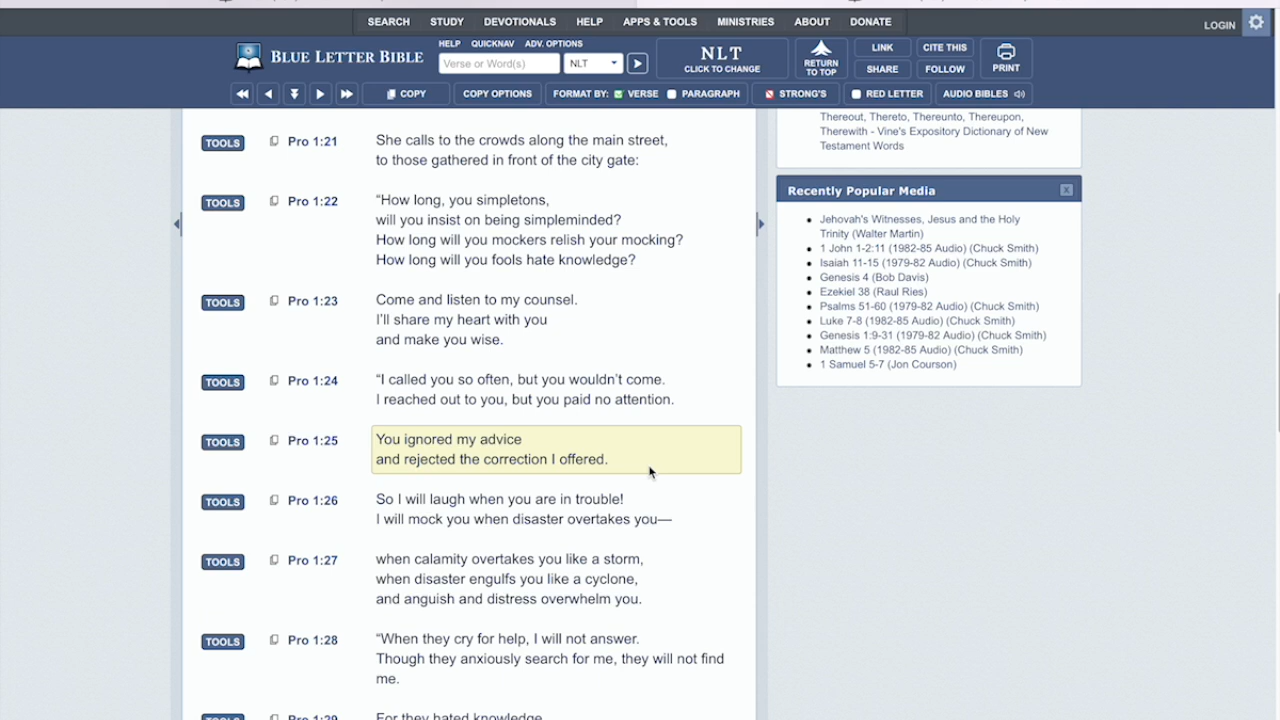 SEARCH STUDY DEVOTIONALS HELP APPS & TOOLS MINISTRIES ABOUT DONATE
LOGIN
BLUE LETTER BIBLE
HELP QUICKNAV ADV. OPTIONS
Verse or Word(s)
NLT
NLT
CLICK TO CHANGE
RETURN
TO TOP
LINK
CITE THIS
SHARE
FOLLOW
PRINT
COPY COPY OPTIONS FORMAT BY: VERSE PARAGRAPH STRONG'S RED LETTER AUDIO BIBLES
TOOLS Pro 1:21 She calls to the crowds along the main street,
to those gathered in front of the city gate:
TOOLS Pro 1:22 “How long, you simpletons,
will you insist on being simpleminded?
How long will you mockers relish your mocking?
How long will you fools hate knowledge?
TOOLS Pro 1:23 Come and listen to my counsel.
I’ll share my heart with you
and make you wise.
TOOLS Pro 1:24 “I called you so often, but you wouldn’t come.
I reached out to you, but you paid no attention.
TOOLS Pro 1:25 You ignored my advice
and rejected the correction I offered.
TOOLS Pro 1:26 So I will laugh when you are in trouble!
I will mock you when disaster overtakes you—
TOOLS Pro 1:27 when calamity overtakes you like a storm,
when disaster engulfs you like a cyclone,
and anguish and distress overwhelm you.
TOOLS Pro 1:28 “When they cry for help, I will not answer.
Though they anxiously search for me, they will not find
me.
TOOLS Pro 1:29 For they hated knowledge
Thereout, Thereto, Thereunto, Thereupon,
Therewith - Vine's Expository Dictionary of New
Testament Words
Recently Popular Media
x
Jehovah's Witnesses, Jesus and the Holy
Trinity (Walter Martin)
1 John 1-2:11 (1982-85 Audio) (Chuck Smith)
Isaiah 11-15 (1979-82 Audio) (Chuck Smith)
Genesis 4 (Bob Davis)
Ezekiel 38 (Raul Ries)
Psalms 51-60 (1979-82 Audio) (Chuck Smith)
Luke 7-8 (1982-85 Audio) (Chuck Smith)
Genesis 1:9-31 (1979-82 Audio) (Chuck Smith)
Matthew 5 (1982-85 Audio) (Chuck Smith)
1 Samuel 5-7 (Jon Courson)